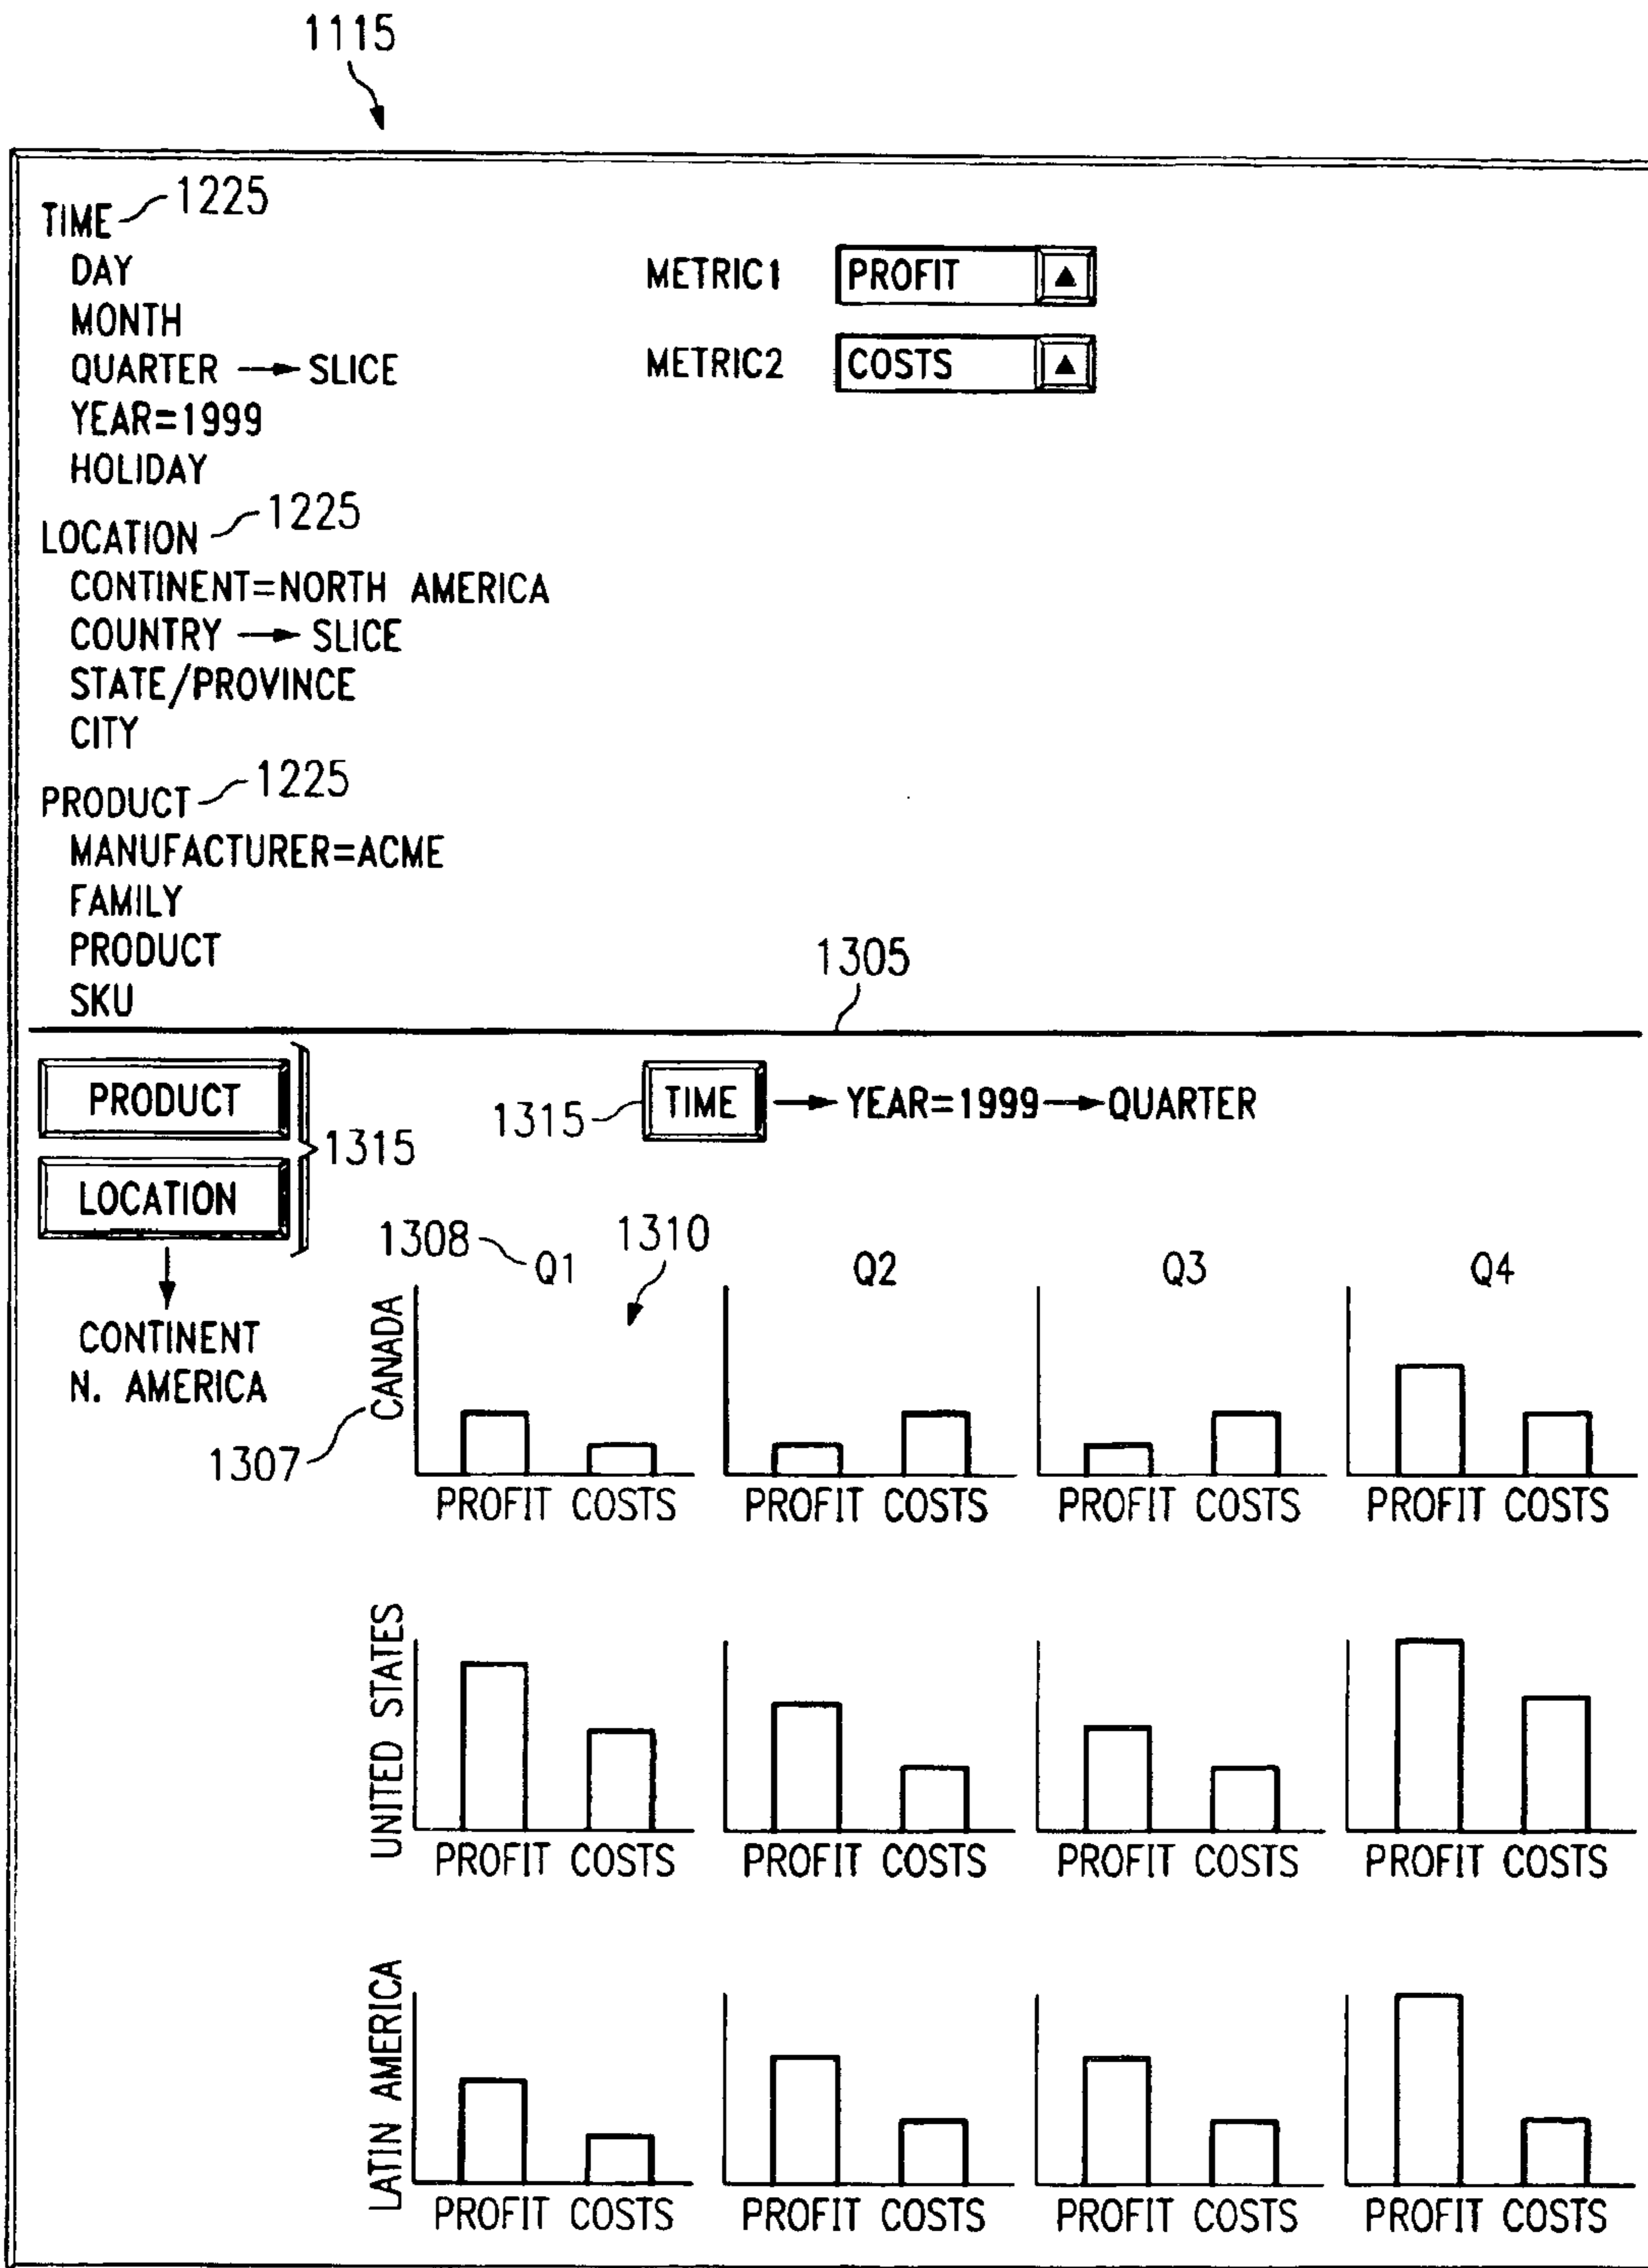 1115
TIME 1225
DAY
MONTH
QUARTER → SLICE
YEAR=1999
HOLIDAY
METRIC1 PROFIT ▲
METRIC2 COSTS ▲
LOCATION 1225
CONTINENT=NORTH AMERICA
COUNTRY → SLICE
STATE/PROVINCE
CITY
PRODUCT 1225
MANUFACTURER=ACME
FAMILY
PRODUCT
SKU
1305
PRODUCT
LOCATION
1315
CONTINENT
N. AMERICA
1315 TIME → YEAR=1999 → QUARTER
1308 Q1 1310 Q2 Q3 Q4
CANADA
1307
PROFIT COSTS PROFIT COSTS PROFIT COSTS PROFIT COSTS
UNITED STATES
PROFIT COSTS PROFIT COSTS PROFIT COSTS PROFIT COSTS
LATIN AMERICA
PROFIT COSTS PROFIT COSTS PROFIT COSTS PROFIT COSTS